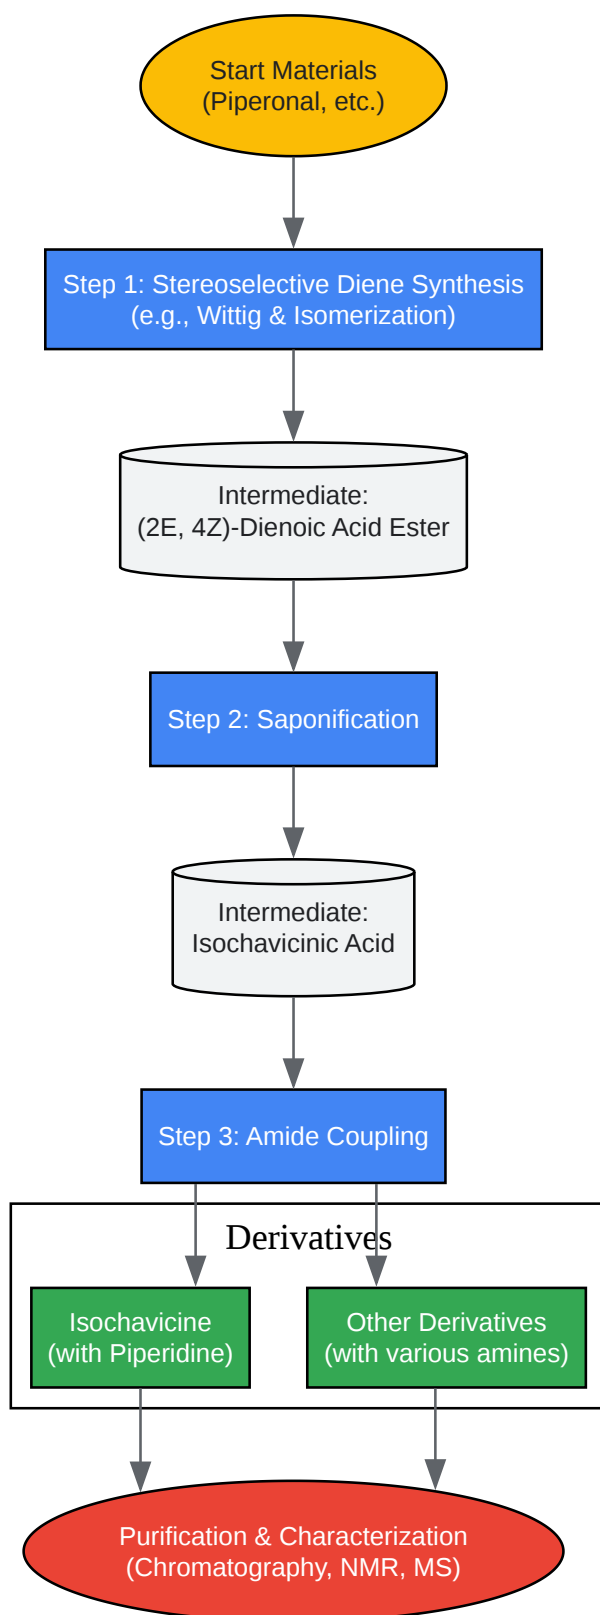 Start Materials
(Piperonal, etc.)
Step 1: Stereoselective Diene Synthesis
(e.g., Wittig & Isomerization)
Intermediate:
(2E, 4Z)-Dienoic Acid Ester
Step 2: Saponification
Intermediate:
Isochavicinic Acid
Step 3: Amide Coupling
Derivatives
Isochavicine
(with Piperidine)
Other Derivatives
(with various amines)
Purification & Characterization
(Chromatography, NMR, MS)